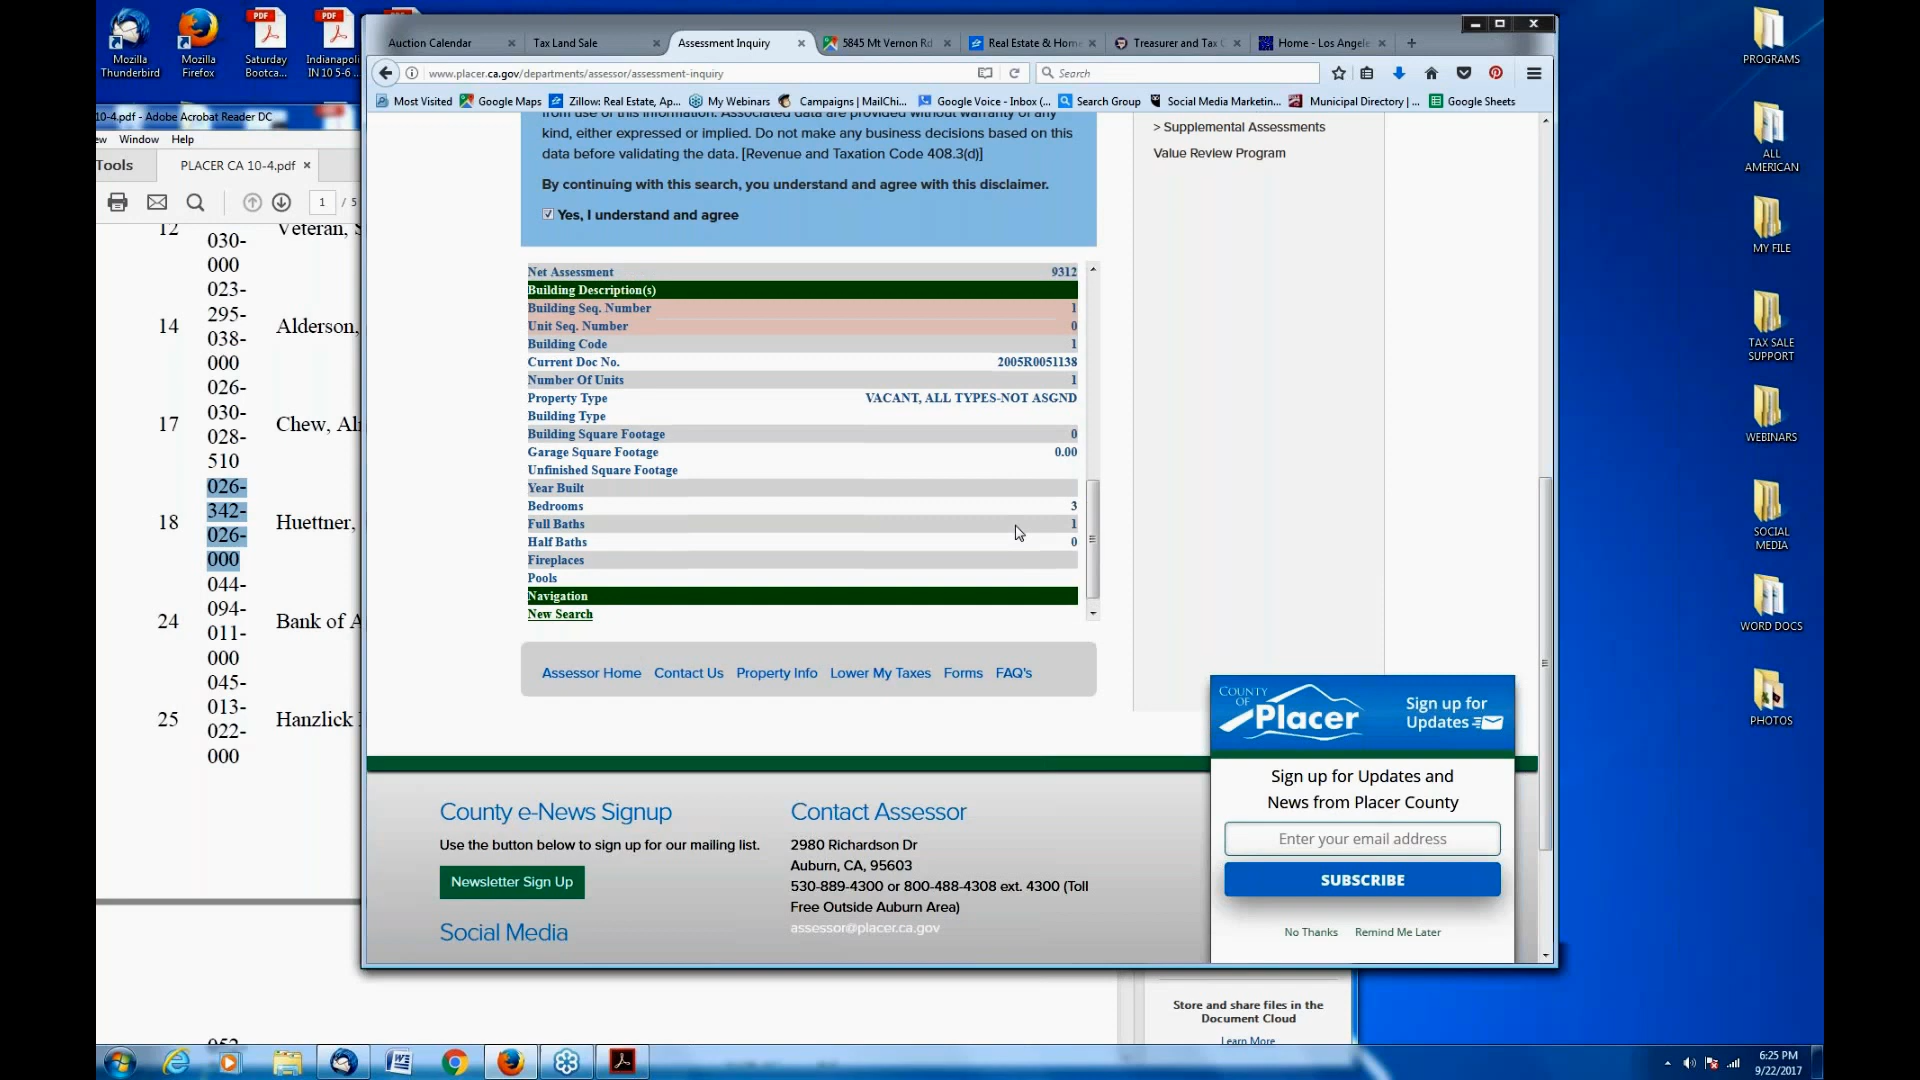 Mozilla Thunderbird
Mozilla Firefox
Saturday Bootca...
Indianapoli IN 10 5-6 ...
10-4.pdf - Adobe Acrobat Reader DC
ew Window Help
Tools PLACER CA 10-4.pdf ×
1 / 5
12 030-000 Veteran, S
14 023-295-038-000 Alderson,
17 026-030-028-510 Chew, Al
18 026-342-026-000 Huettner,
24 044-094-011-000 Bank of A
25 045-013-022-000 Hanzlick
Auction Calendar × Tax Land Sale × Assessment Inquiry × 5845 Mt Vernon Rd × Real Estate & Home × Treasurer and Tax C × Home - Los Angele × +
www.placer.ca.gov/departments/assessor/assessment-inquiry
Search
Most Visited Google Maps Zillow: Real Estate, Ap... My Webinars Campaigns | MailChi... Google Voice - Inbox (... Search Group Social Media Marketin... Municipal Directory | ... Google Sheets
from use of this information. Associated data are provided without warranty of any
kind, either expressed or implied. Do not make any business decisions based on this
data before validating the data. [Revenue and Taxation Code 408.3(d)]
By continuing with this search, you understand and agree with this disclaimer.
Yes, I understand and agree
> Supplemental Assessments
Value Review Program
Net Assessment 9312
Building Description(s)
Building Seq. Number 1
Unit Seq. Number 0
Building Code 1
Current Doc No. 2005R0051138
Number Of Units 1
Property Type VACANT, ALL TYPES-NOT ASGND
Building Type
Building Square Footage 0
Garage Square Footage 0.00
Unfinished Square Footage
Year Built
Bedrooms 3
Full Baths 1
Half Baths 0
Fireplaces
Pools
Navigation
New Search
Assessor Home Contact Us Property Info Lower My Taxes Forms FAQ's
County e-News Signup
Use the button below to sign up for our mailing list.
Newsletter Sign Up
Social Media
Contact Assessor
2980 Richardson Dr
Auburn, CA, 95603
530-889-4300 or 800-488-4308 ext. 4300 (Toll
Free Outside Auburn Area)
assessor@placer.ca.gov
COUNTY OF Placer
Sign up for
Updates
Sign up for Updates and
News from Placer County
Enter your email address
SUBSCRIBE
No Thanks Remind Me Later
Store and share files in the
Document Cloud
Learn More
PROGRAMS
ALL AMERICAN
MY FILE
TAX SALE SUPPORT
WEBINARS
SOCIAL MEDIA
WORD DOCS
PHOTOS
6:25 PM
9/22/2017